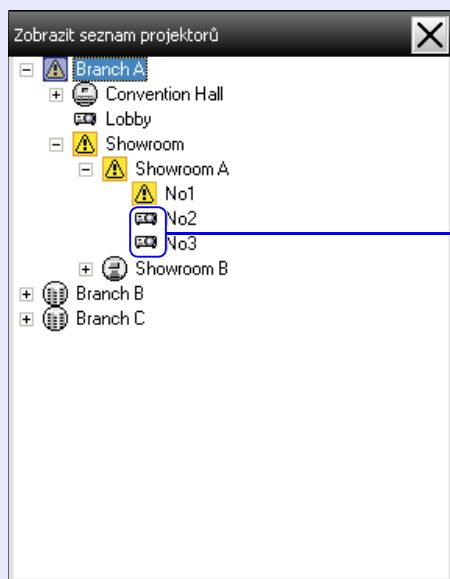 Zobrazit seznam projektorů
Branch A
Convention Hall
Lobby
Showroom
Showroom A
No1
No2
No3
Showroom B
Branch B
Branch C